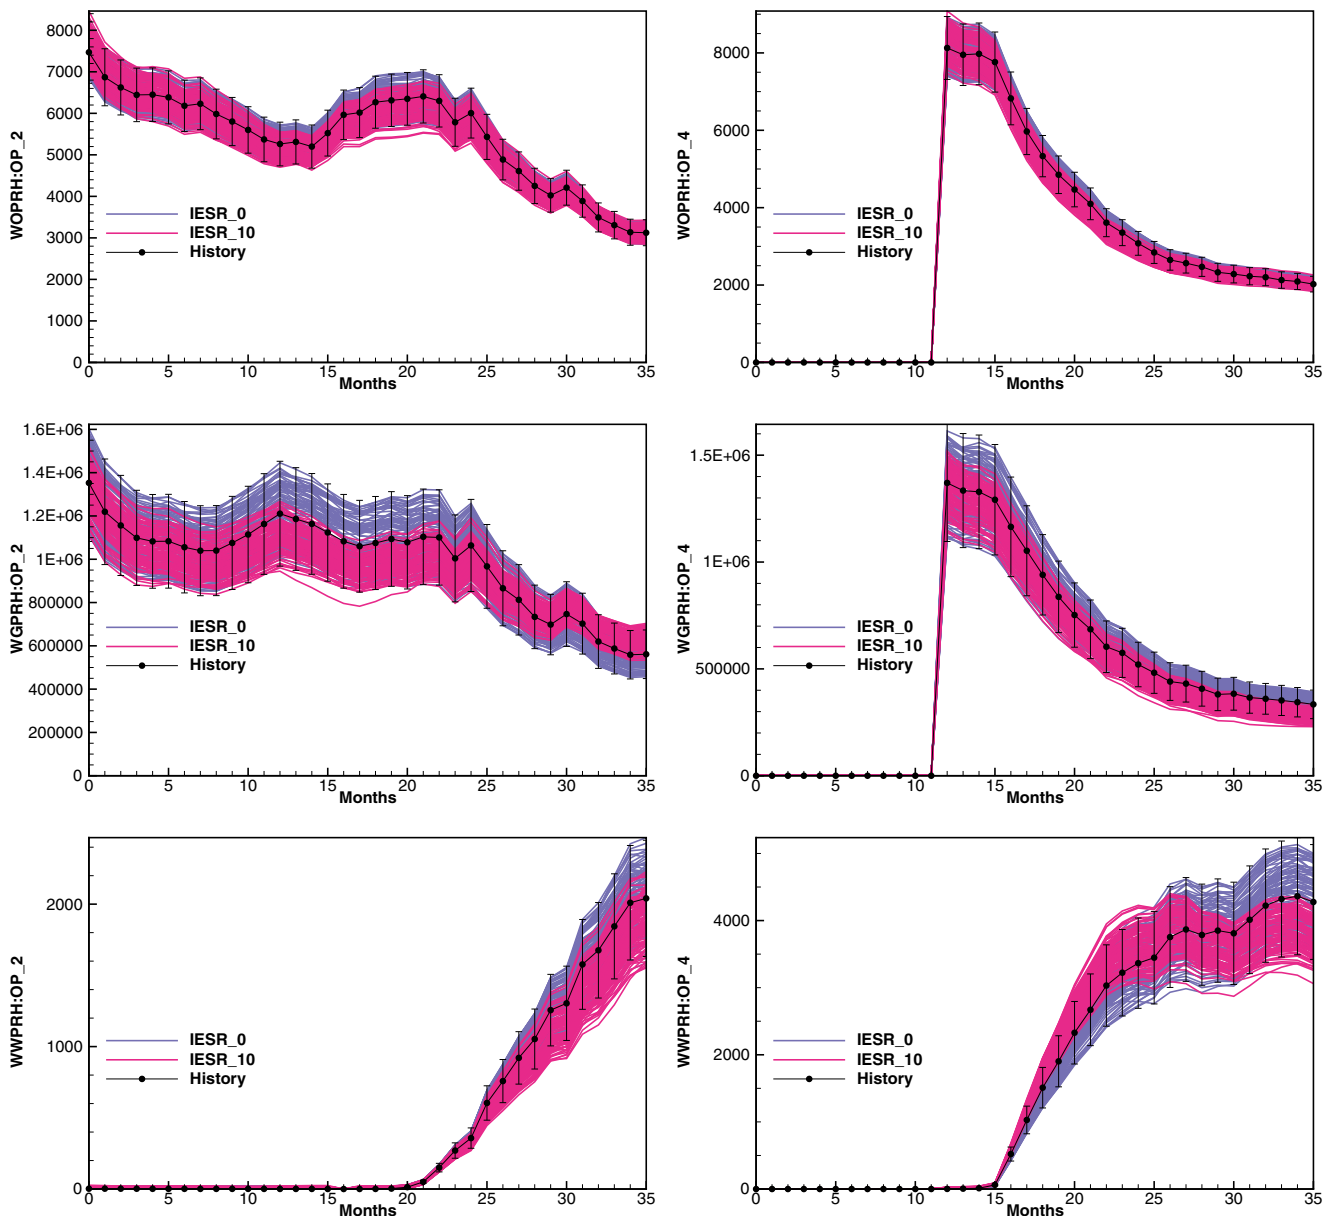 WOPRH:OP_2
8000
7000
6000
5000
4000
3000
2000
1000
0
IESR_0
IESR_10
History
0 5 10 15 20 25 30 35
Months
WOPRH:OP_4
8000
6000
4000
2000
0
IESR_0
IESR_10
History
0 5 10 15 20 25 30 35
Months
WGPRH:OP_2
1.6E+06
1.4E+06
1.2E+06
1E+06
800000
600000
400000
200000
0
IESR_0
IESR_10
History
0 5 10 15 20 25 30 35
Months
WGPRH:OP_4
1.5E+06
1E+06
500000
0
IESR_0
IESR_10
History
0 5 10 15 20 25 30 35
Months
WWPRH:OP_2
2000
1000
0
IESR_0
IESR_10
History
0 5 10 15 20 25 30 35
Months
WWPRH:OP_4
4000
2000
0
IESR_0
IESR_10
History
0 5 10 15 20 25 30 35
Months